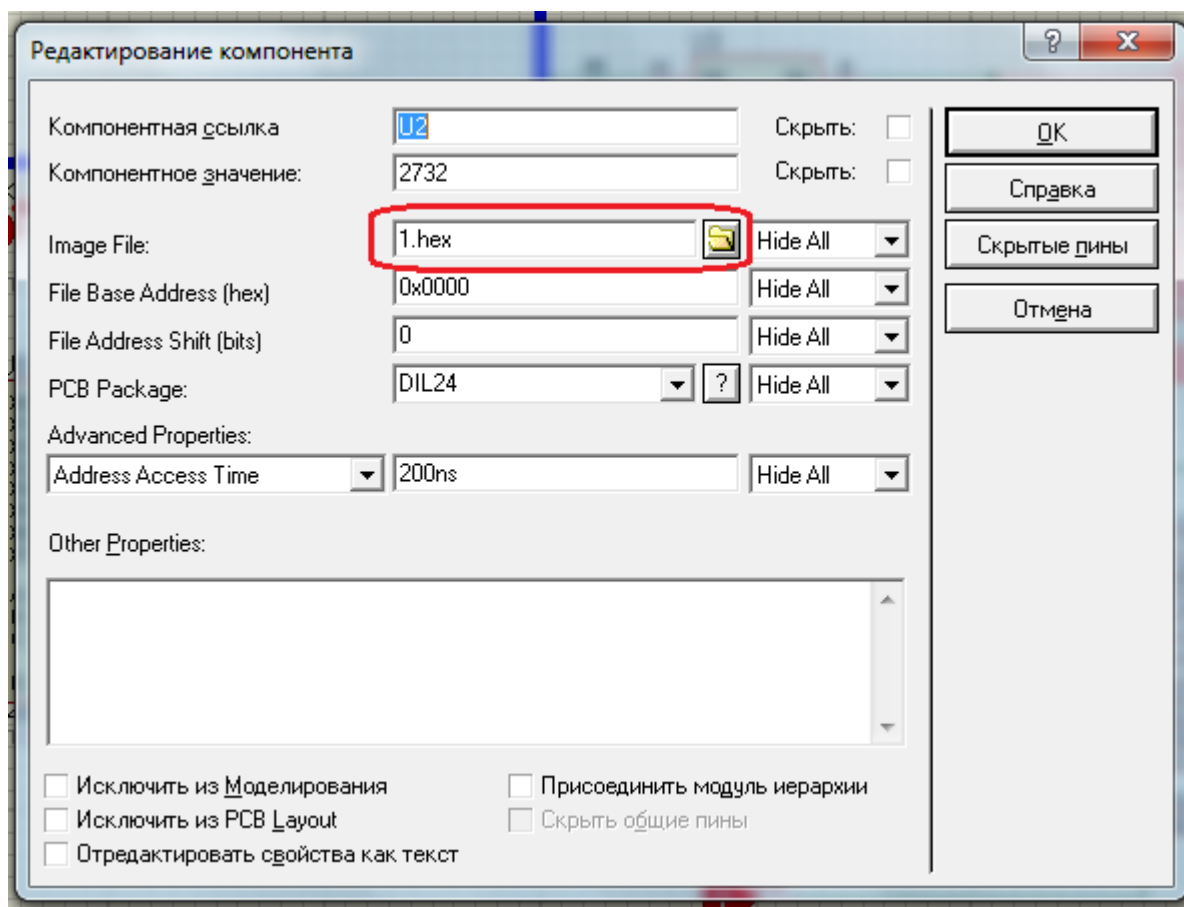 Редактирование компонента
Компонентная ссылка U2 Скрыть: OK
Компонентное значение: 2732 Скрыть: Справка
Image File: 1.hex Hide All Скрытые пины
File Base Address (hex) 0x0000 Hide All Отмена
File Address Shift (bits) 0 Hide All
PCB Package: DIL24 ? Hide All
Advanced Properties:
Address Access Time 200ns Hide All
Other Properties:
Исключить из Моделирования Присоединить модуль иерархии
Исключить из PCB Layout Скрыть общие пины
Отредактировать свойства как текст